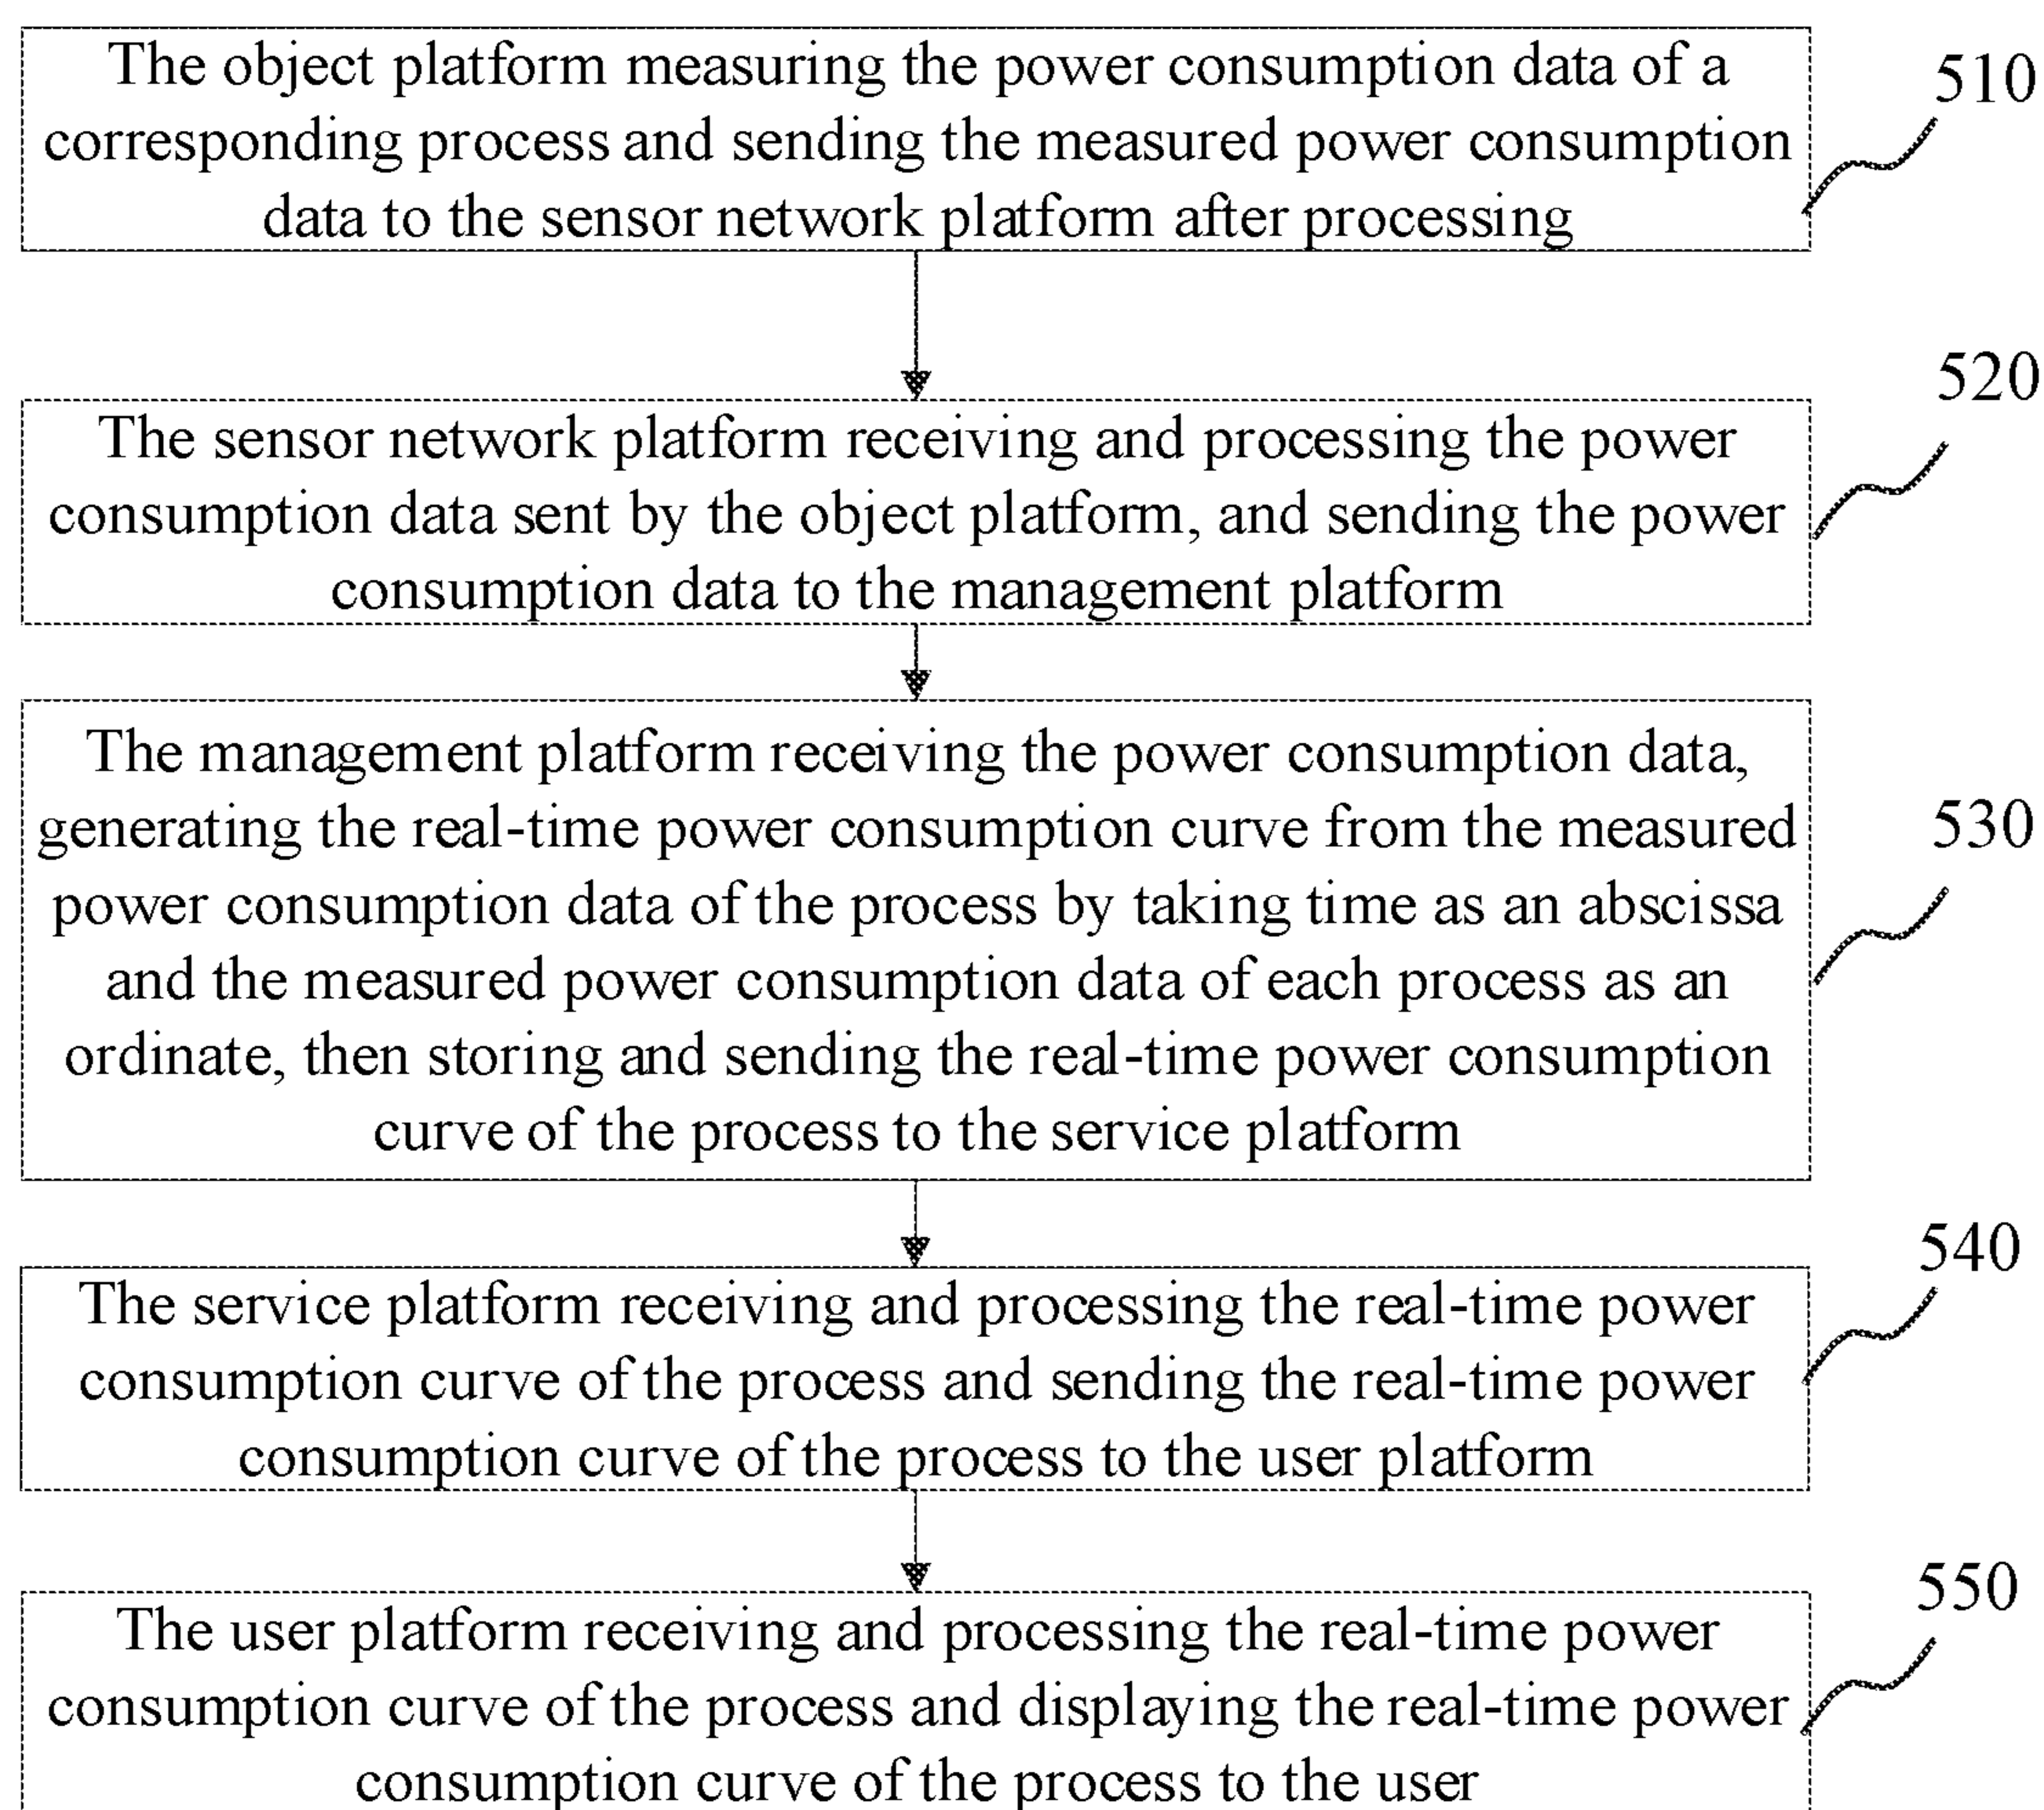 The object platform measuring the power consumption data of a
corresponding process and sending the measured power consumption
data to the sensor network platform after processing
510
The sensor network platform receiving and processing the power
consumption data sent by the object platform, and sending the power
consumption data to the management platform
520
The management platform receiving the power consumption data,
generating the real-time power consumption curve from the measured
power consumption data of the process by taking time as an abscissa
and the measured power consumption data of each process as an
ordinate, then storing and sending the real-time power consumption
curve of the process to the service platform
530
The service platform receiving and processing the real-time power
consumption curve of the process and sending the real-time power
consumption curve of the process to the user platform
540
The user platform receiving and processing the real-time power
consumption curve of the process and displaying the real-time power
consumption curve of the process to the user
550